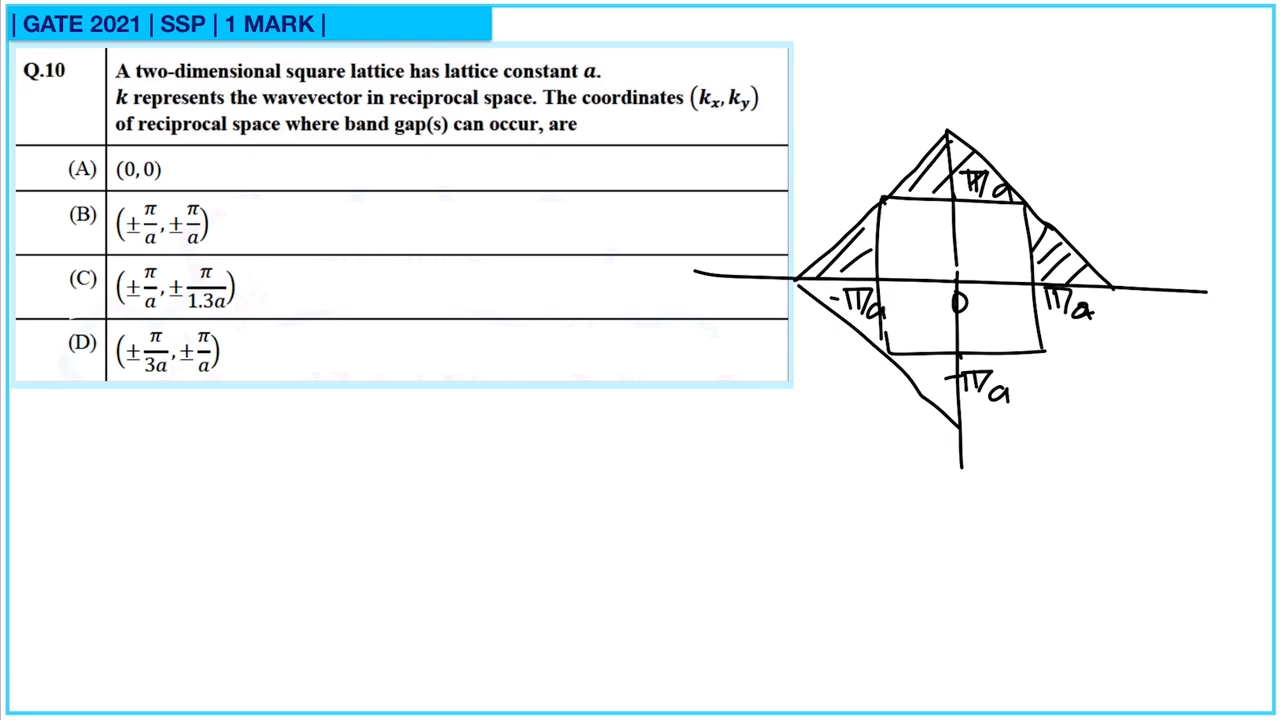 | GATE 2021 | SSP | 1 MARK |
Q.10 A two-dimensional square lattice has lattice constant a.
k represents the wavevector in reciprocal space. The coordinates (kₓ, k_y)
of reciprocal space where band gap(s) can occur, are
(A) (0, 0)
(B) (±π/a, ±π/a)
(C) (±π/a, ±π/1.3a)
(D) (±π/3a, ±π/a)
π/a
-π/a 0 π/a
-π/a